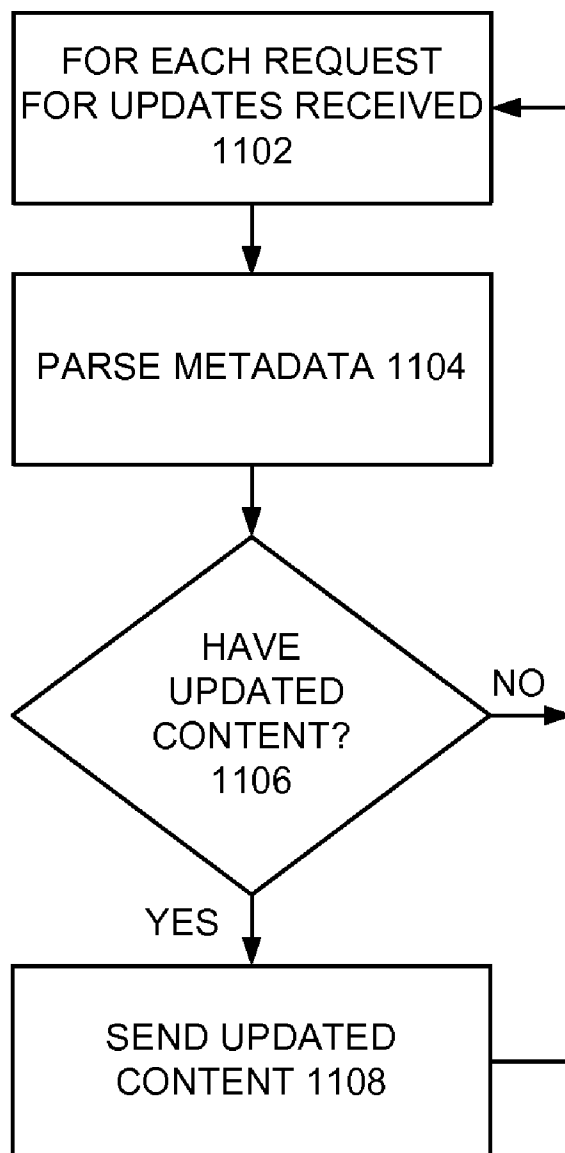 FOR EACH REQUEST
FOR UPDATES RECEIVED
1102
PARSE METADATA 1104
HAVE
UPDATED
CONTENT?
1106
NO
YES
SEND UPDATED
CONTENT 1108